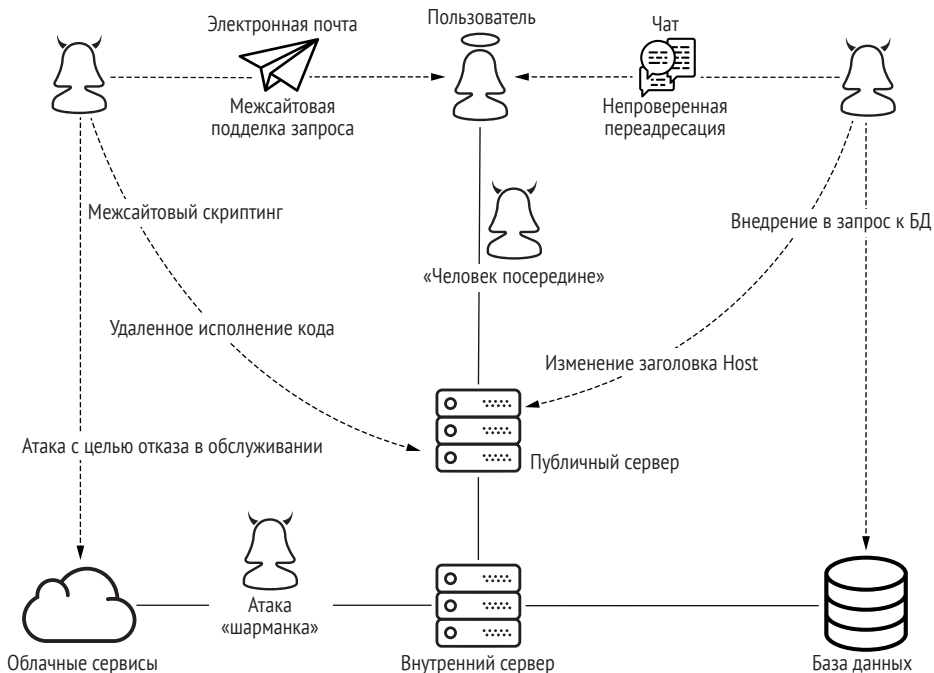 Электронная почта
Пользователь
Чат
Межсайтовая
подделка запроса
Непроверенная
переадресация
Межсайтовый скриптинг
Внедрение в запрос к БД
«Человек посередине»
Удаленное исполнение кода
Изменение заголовка Host
Атака с целью отказа в обслуживании
Публичный сервер
Атака
«шарманка»
Облачные сервисы
Внутренний сервер
База данных